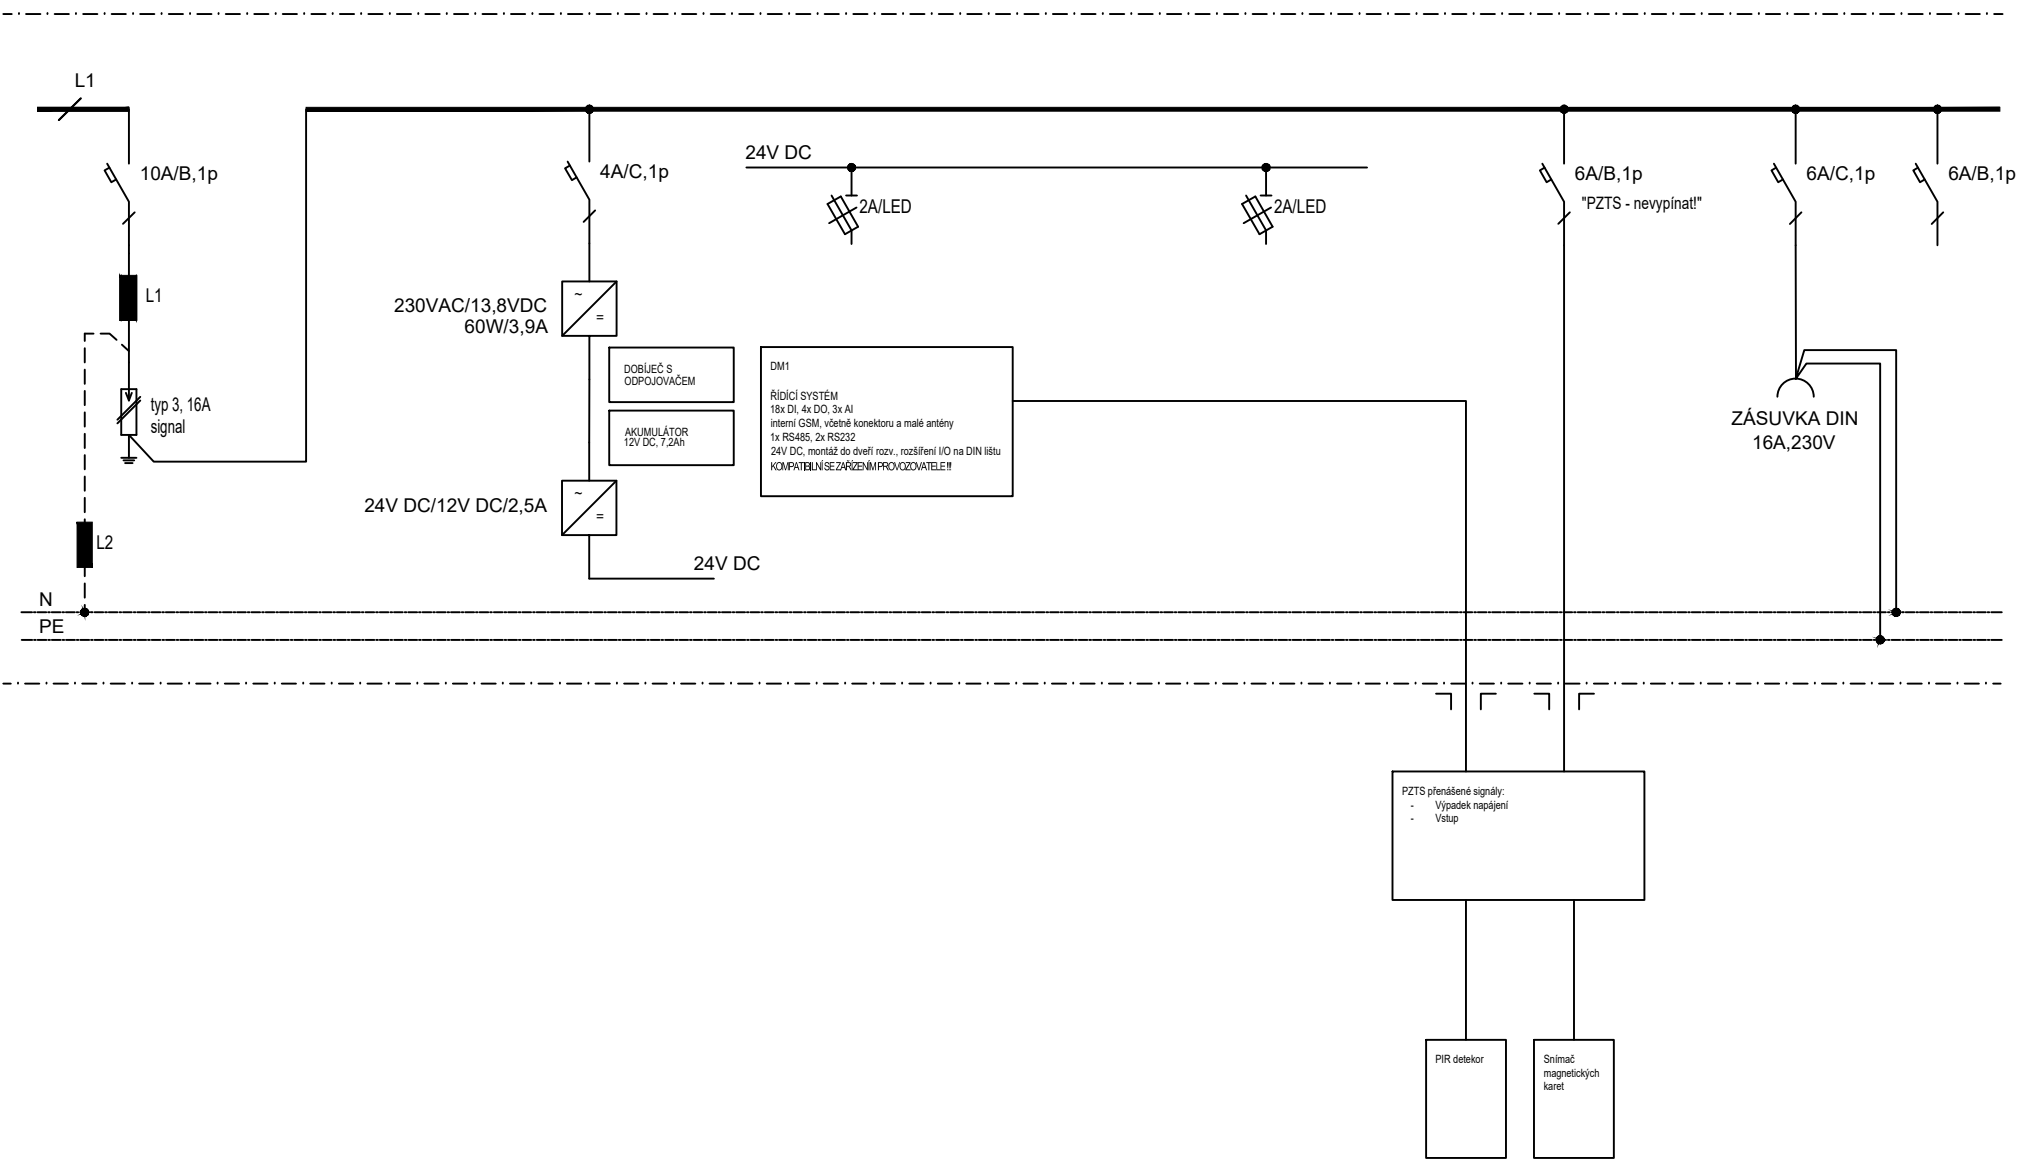 L1
10A/B,1p
4A/C,1p
24V DC
2A/LED
2A/LED
6A/B,1p
"PZTS - nevypínat!"
6A/C,1p
6A/B,1p
L1
230VAC/13,8VDC
60W/3,9A
~
=
DOBÍJEČ S
ODPOJOVAČEM
AKUMULÁTOR
12V DC, 7,2Ah
DM1
ŘÍDÍCÍ SYSTÉM
18x DI, 4x DO, 3x AI
interní GSM, včetně konektoru a malé antény
1x RS485, 2x RS232
24V DC, montáž do dveří rozv., rozšíření I/O na DIN lištu
KOMPATIBILNÍ SE ZAŘÍZENÍM PROVOZOVATELE !!!
typ 3, 16A
signal
ZÁSUVKA DIN
16A,230V
24V DC/12V DC/2,5A
~
=
L2
24V DC
N
PE
PZTS přenášené signály:
- Výpadek napájení
- Vstup
PIR detekor
Snímač
magnetických
karet